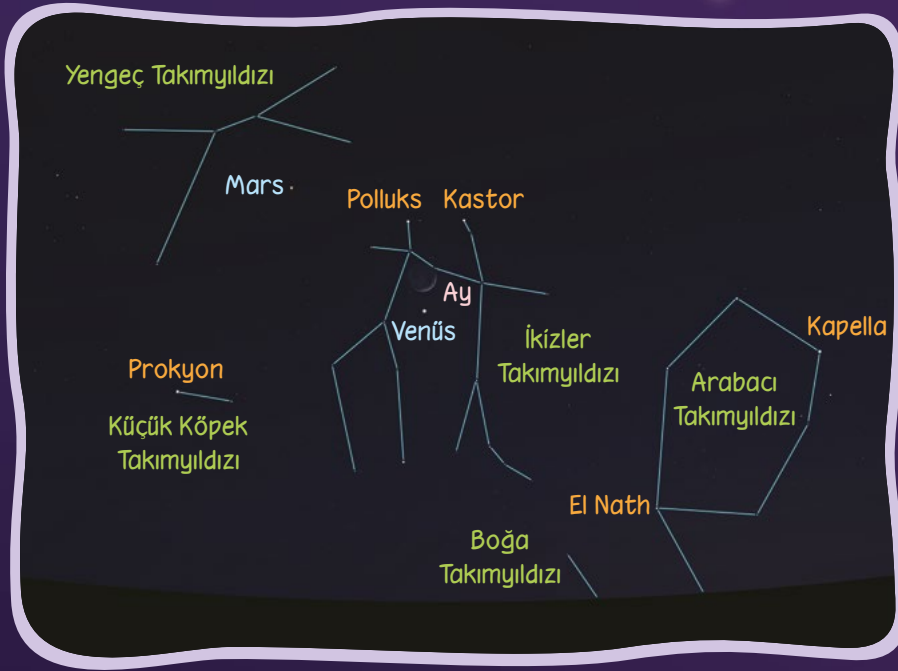 Yengeç Takımyıldızı
Mars
Polluks
Kastor
Ay
Venüs
İkizler
Takımyıldızı
Kapella
Arabacı
Takımyıldızı
Prokyon
Küçük Köpek
Takımyıldızı
El Nath
Boğa
Takımyıldızı